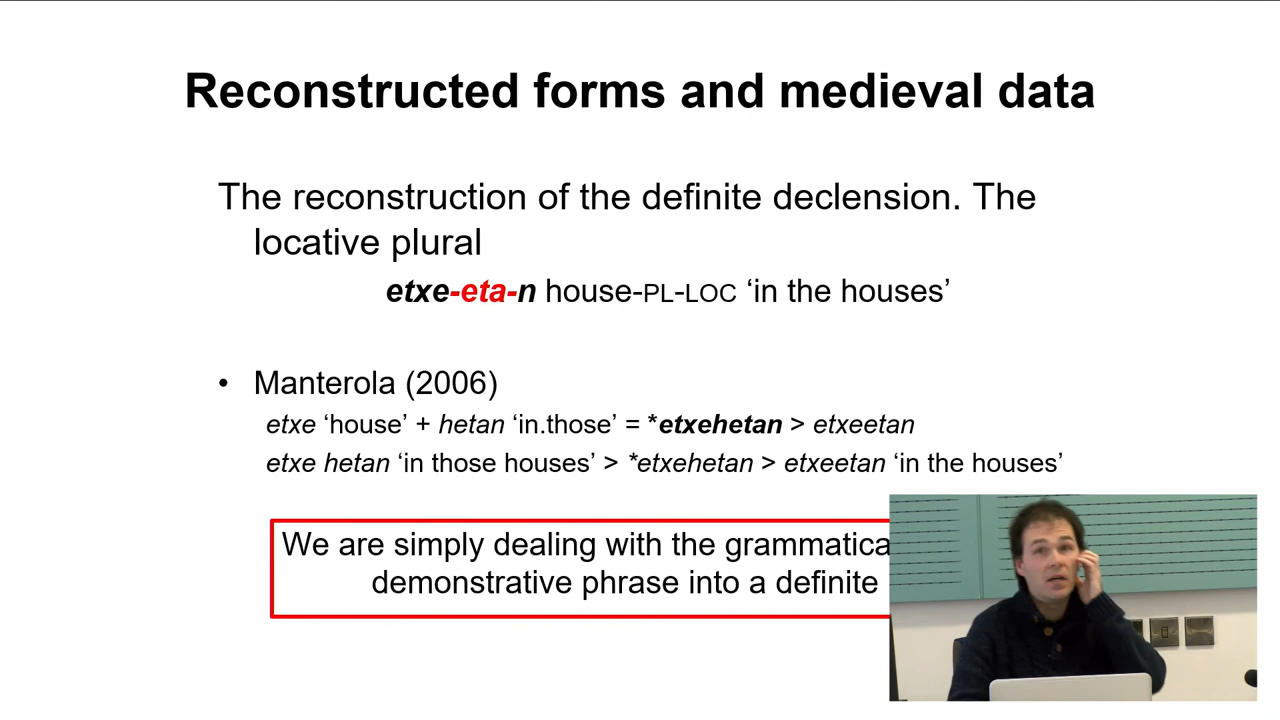 Reconstructed forms and medieval data
The reconstruction of the definite declension. The
locative plural
etxe-eta-n house-PL-LOC ‘in the houses’
• Manterola (2006)
etxe ‘house’ + hetan ‘in.those’ = *etxehetan > etxeetan
etxe hetan ‘in those houses’ > *etxehetan > etxeetan ‘in the houses’
We are simply dealing with the
demonstrative phrase into a definite